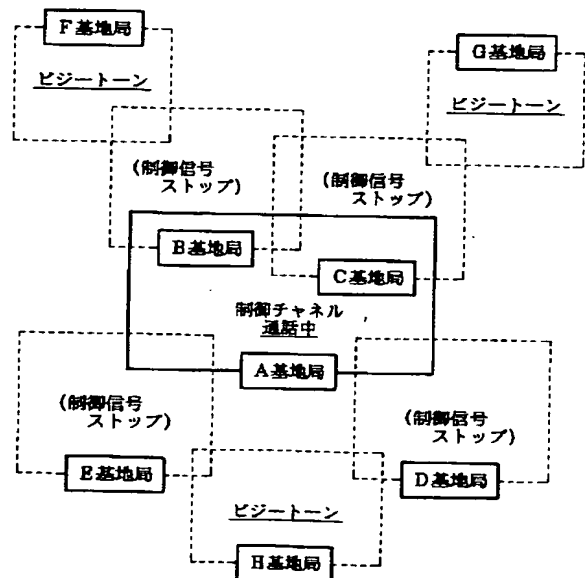 F基地局
G基地局
ビジートーン
ビジートーン
(制御信号
ストップ)
(制御信号
ストップ)
B基地局
C基地局
制御チャネル
通話中
A基地局
(制御信号
ストップ)
(制御信号
ストップ)
E基地局
D基地局
ビジートーン
H基地局